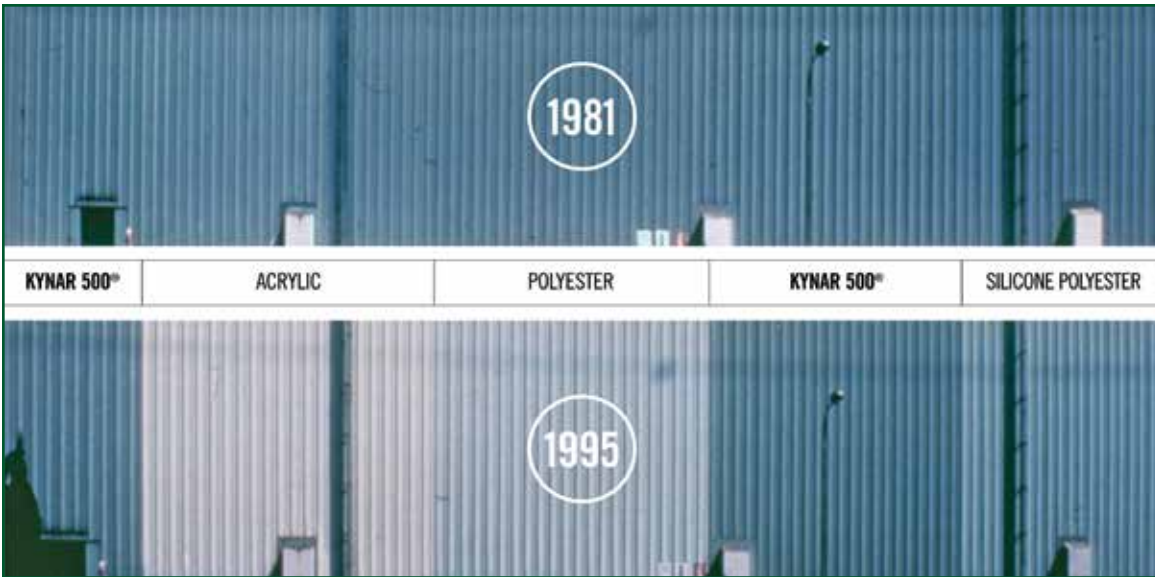 1981
KYNAR 500®
ACRYLIC
POLYESTER
KYNAR 500®
SILICONE POLYESTER
1995